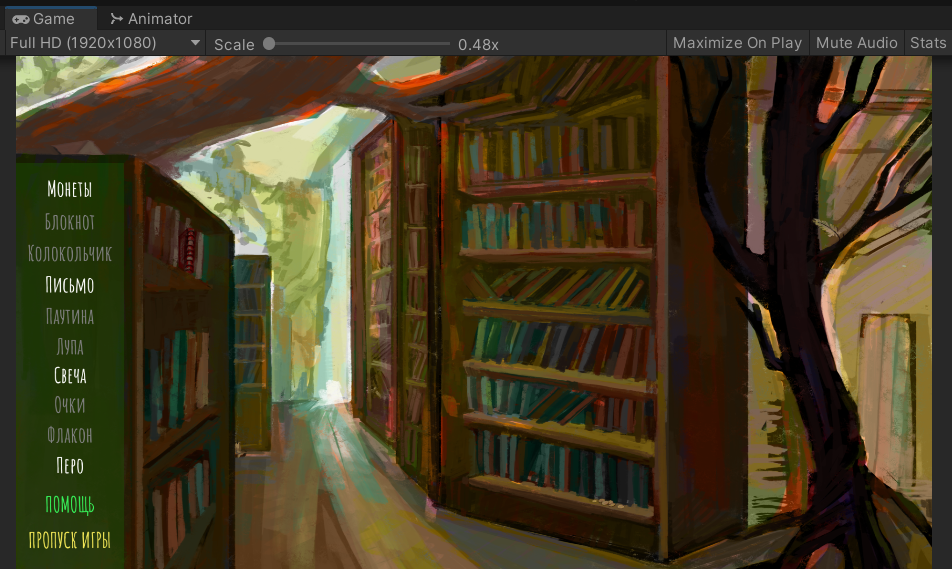 Game Animator
Full HD (1920x1080) Scale 0.48x Maximize On Play Mute Audio Stats
Монеты
Блокнот
Колокольчик
Письмо
Паутина
Лупа
Свеча
Очки
Флакон
Перо
ПОМОЩЬ
ПРОПУСК ИГРЫ